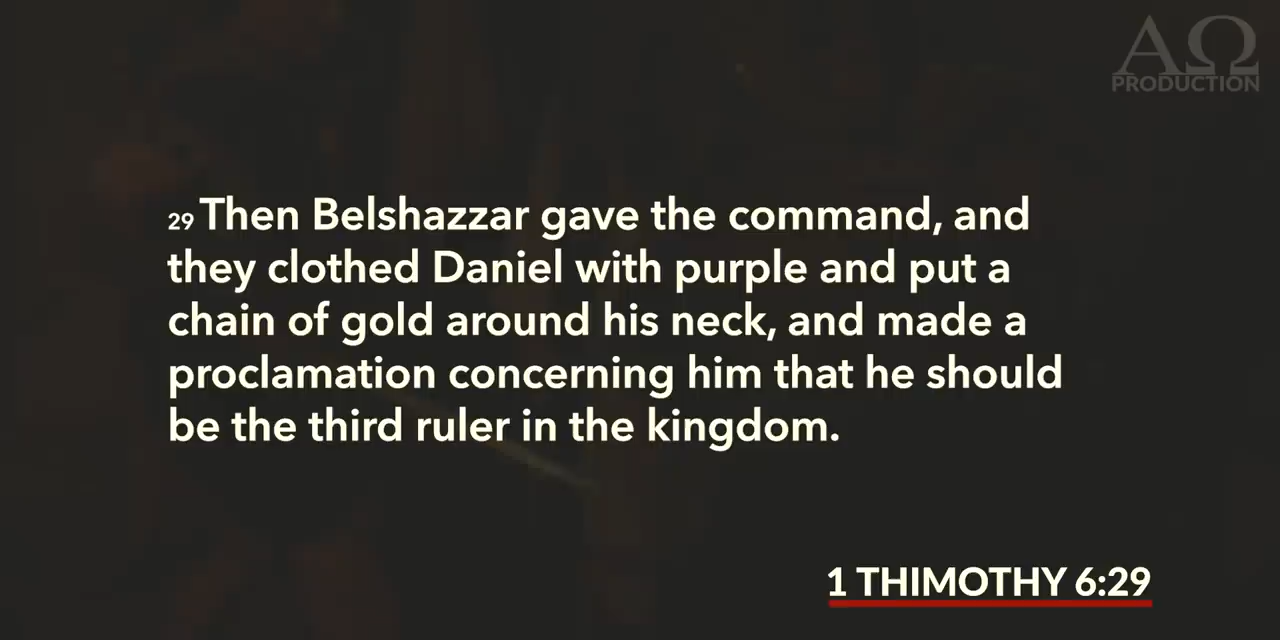 ΑΩ
PRODUCTION
29 Then Belshazzar gave the command, and
they clothed Daniel with purple and put a
chain of gold around his neck, and made a
proclamation concerning him that he should
be the third ruler in the kingdom.
1 THIMOTHY 6:29